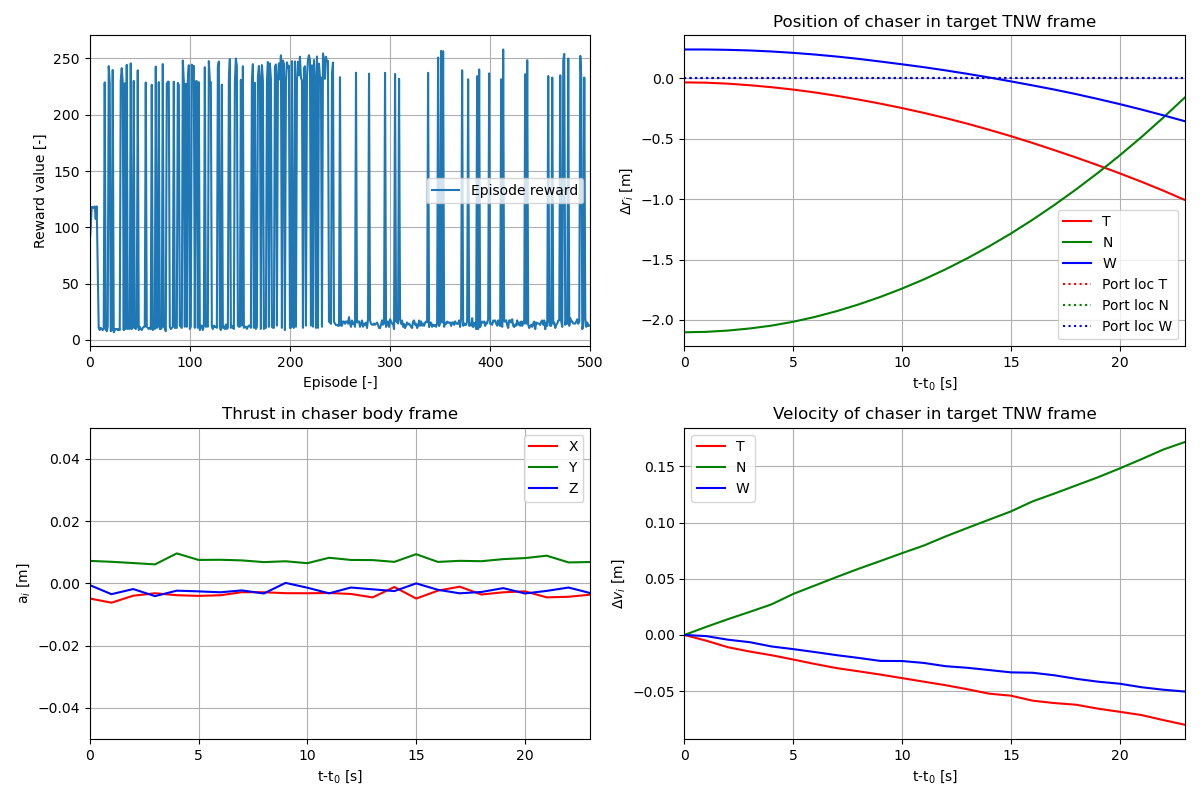 250
200
150
100
50
0
Reward value [-]
Episode reward
0
100
200
300
400
500
Episode [-]
Position of chaser in target TNW frame
0.0
−0.5
−1.0
−1.5
−2.0
Δrᵢ [m]
T
N
W
Port loc T
Port loc N
Port loc W
0
5
10
15
20
t-t₀ [s]
Thrust in chaser body frame
0.04
0.02
0.00
−0.02
−0.04
aᵢ [m]
X
Y
Z
0
5
10
15
20
t-t₀ [s]
Velocity of chaser in target TNW frame
0.15
0.10
0.05
0.00
−0.05
Δvᵢ [m]
T
N
W
0
5
10
15
20
t-t₀ [s]